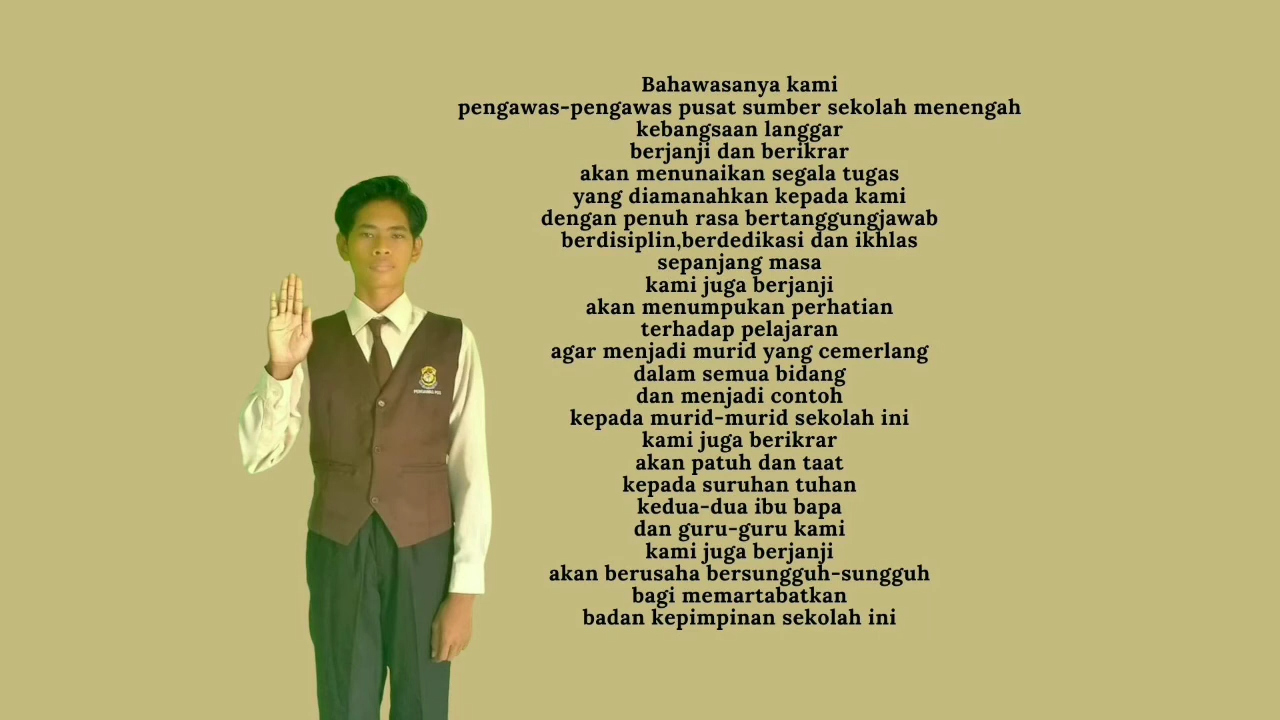 Bahawasanya kami
pengawas-pengawas pusat sumber sekolah menengah
kebangsaan langgar
berjanji dan berikrar
akan menunaikan segala tugas
yang diamanahkan kepada kami
dengan penuh rasa bertanggungjawab
berdisiplin,berdedikasi dan ikhlas
sepanjang masa
kami juga berjanji
akan menumpukan perhatian
terhadap pelajaran
agar menjadi murid yang cemerlang
dalam semua bidang
dan menjadi contoh
kepada murid-murid sekolah ini
kami juga berikrar
akan patuh dan taat
kepada suruhan tuhan
kedua-dua ibu bapa
dan guru-guru kami
kami juga berjanji
akan berusaha bersungguh-sungguh
bagi memartabatkan
badan kepimpinan sekolah ini